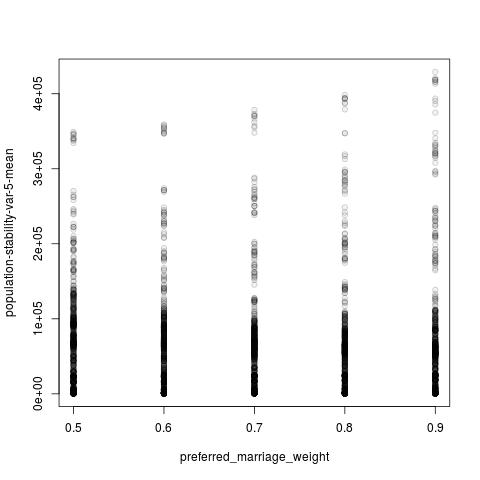 population-stability-var-5-mean
4e+05
3e+05
2e+05
1e+05
0e+00
0.5 0.6 0.7 0.8 0.9
preferred_marriage_weight